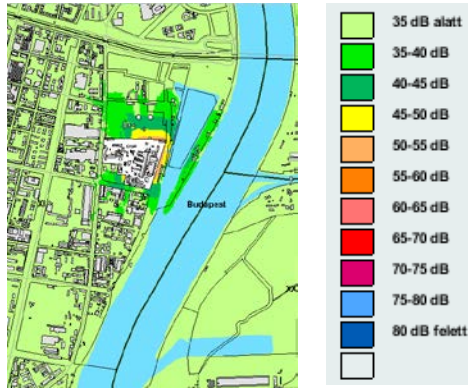 Budapest
35 dB alatt
35-40 dB
40-45 dB
45-50 dB
50-55 dB
55-60 dB
60-65 dB
65-70 dB
70-75 dB
75-80 dB
80 dB felett